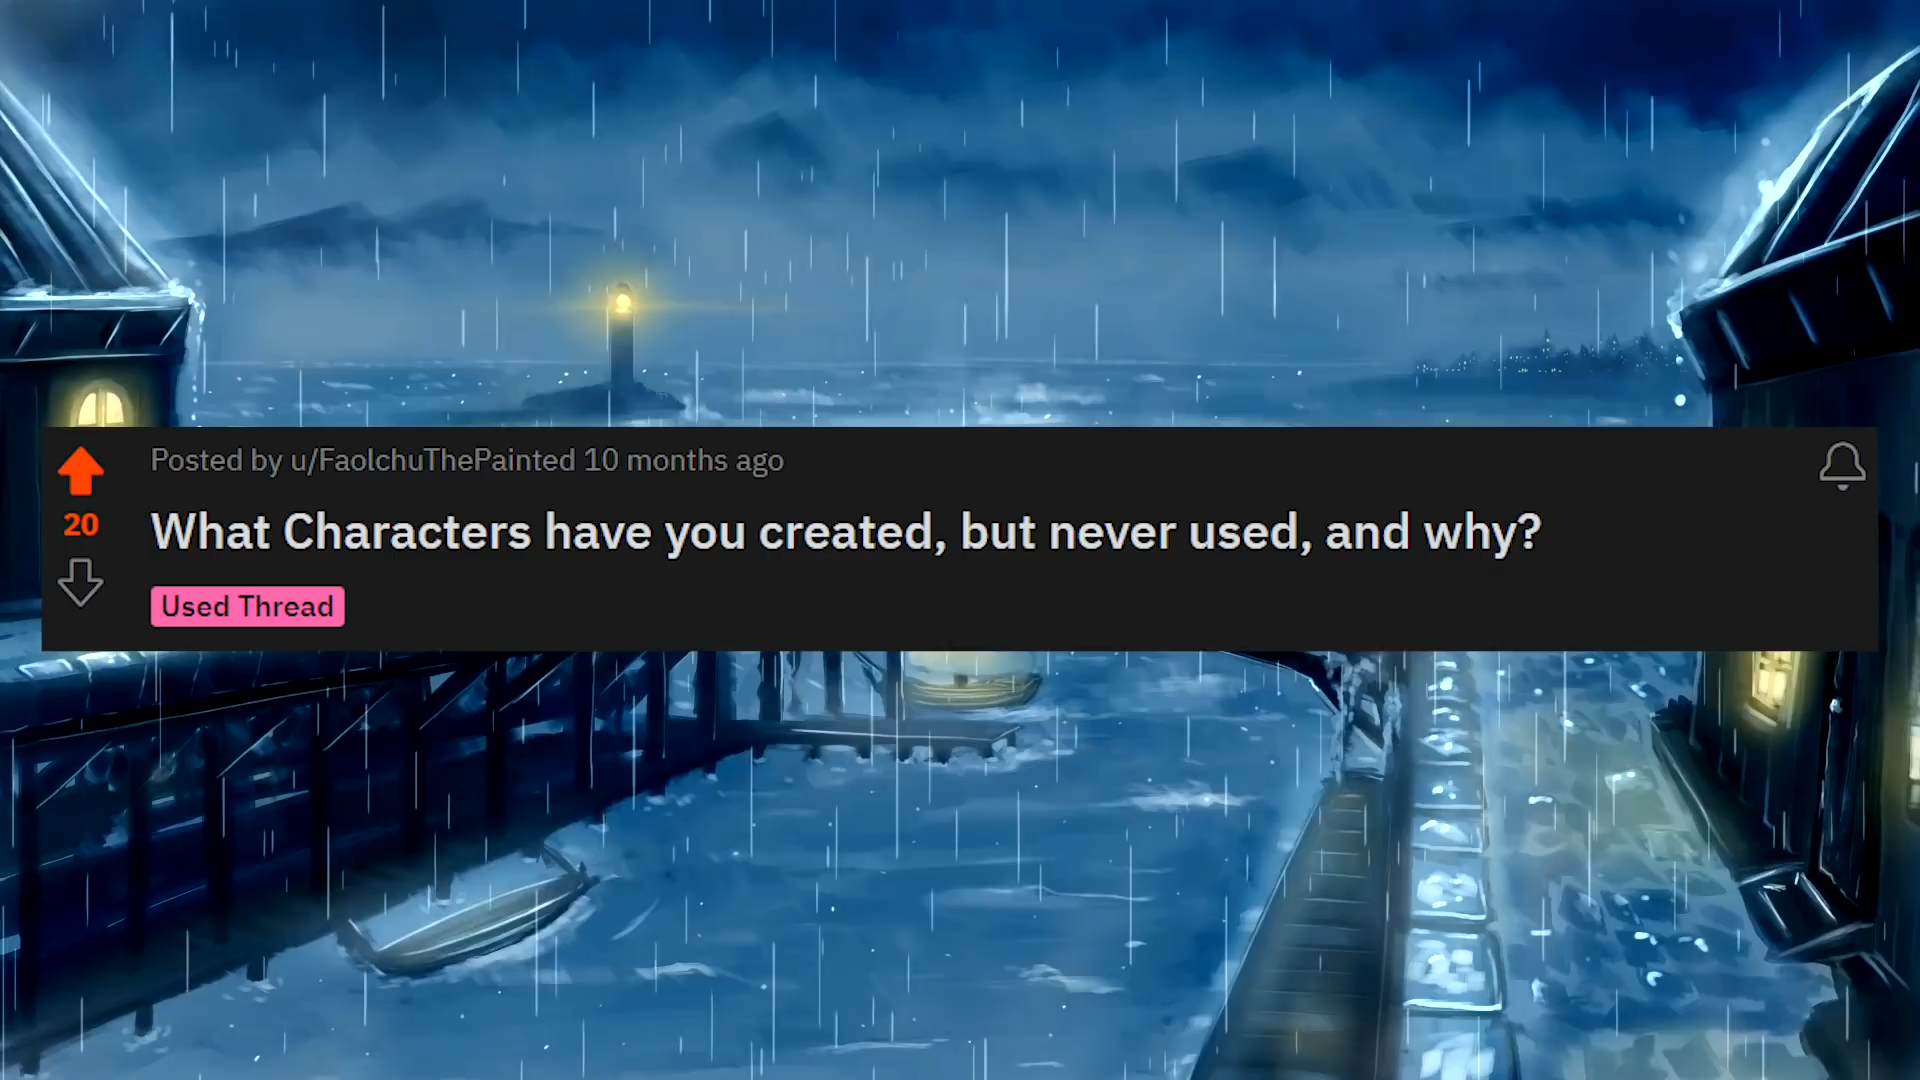 Posted by u/FaolchuThePainted 10 months ago
What Characters have you created, but never used, and why?
20
Used Thread